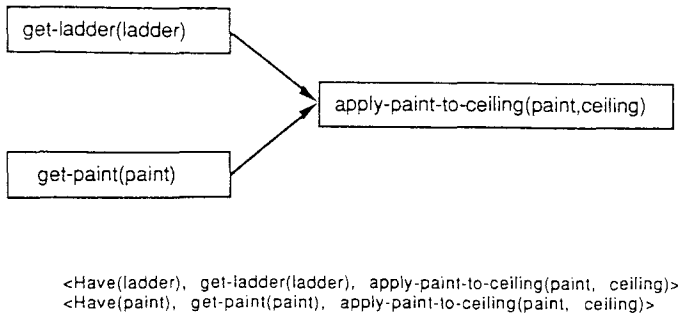 get-ladder(ladder)
apply-paint-to-ceiling(paint,ceiling)
get-paint(paint)
<Have(ladder), get-ladder(ladder), apply-paint-to-ceiling(paint, ceiling)>
<Have(paint), get-paint(paint), apply-paint-to-ceiling(paint, ceiling)>